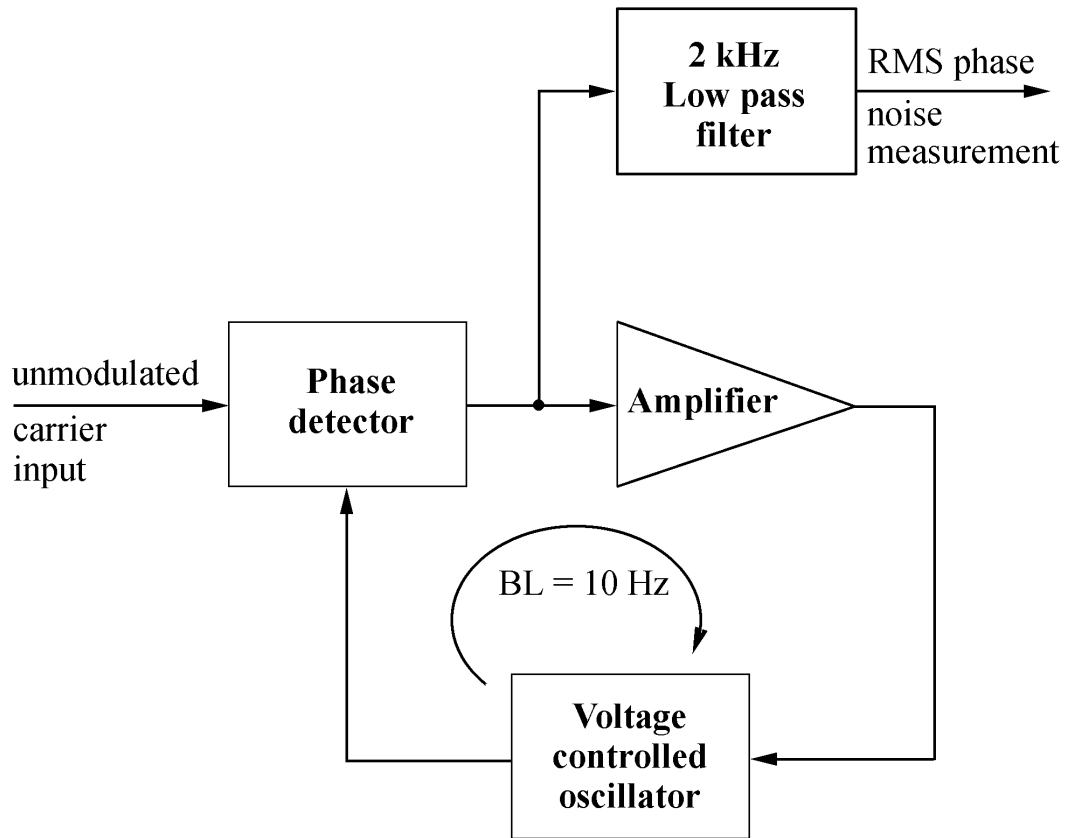 2 kHz
Low pass
filter
RMS phase
noise
measurement
unmodulated
carrier
input
Phase
detector
Amplifier
BL = 10 Hz
Voltage
controlled
oscillator